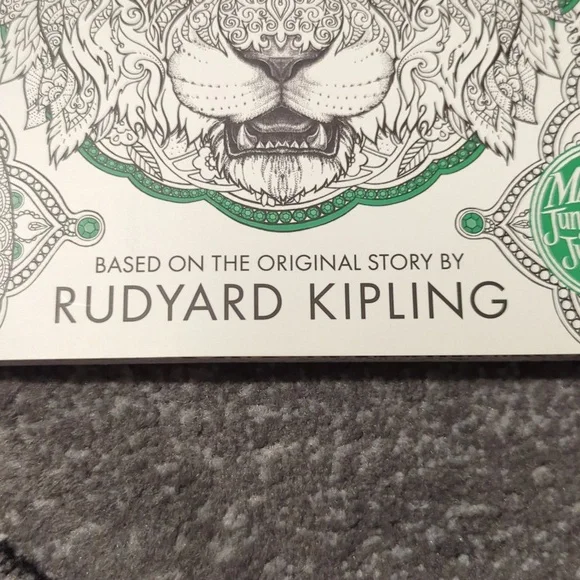 BASED ON THE ORIGINAL STORY BY
RUDYARD KIPLING